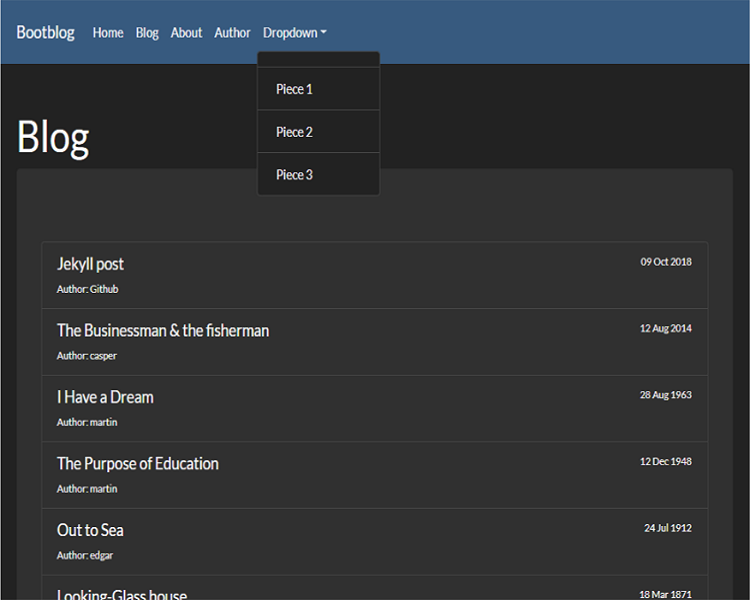 Bootblog Home Blog About Author Dropdown
Piece 1
Piece 2
Piece 3
Blog
Jekyll post 09 Oct 2018
Author: Github
The Businessman & the fisherman 12 Aug 2014
Author: casper
I Have a Dream 28 Aug 1963
Author: martin
The Purpose of Education 12 Dec 1948
Author: martin
Out to Sea 24 Jul 1912
Author: edgar
Looking-Glass house 18 Mar 1871